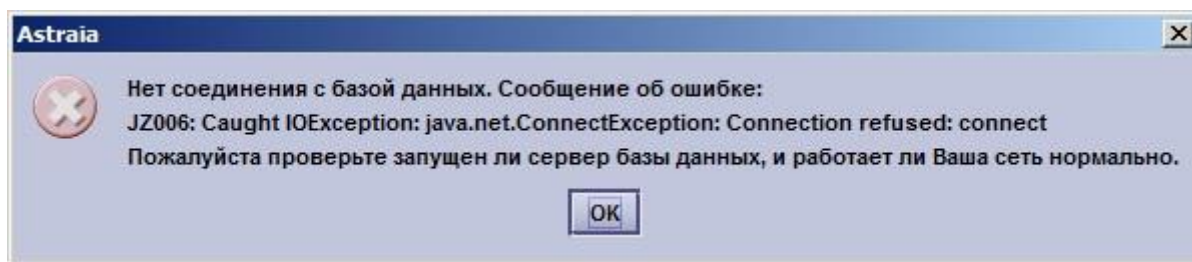 Astraia
Нет соединения с базой данных. Сообщение об ошибке:
JZ006: Caught IOException: java.net.ConnectException: Connection refused: connect
Пожалуйста проверьте запущен ли сервер базы данных, и работает ли Ваша сеть нормально.
OK